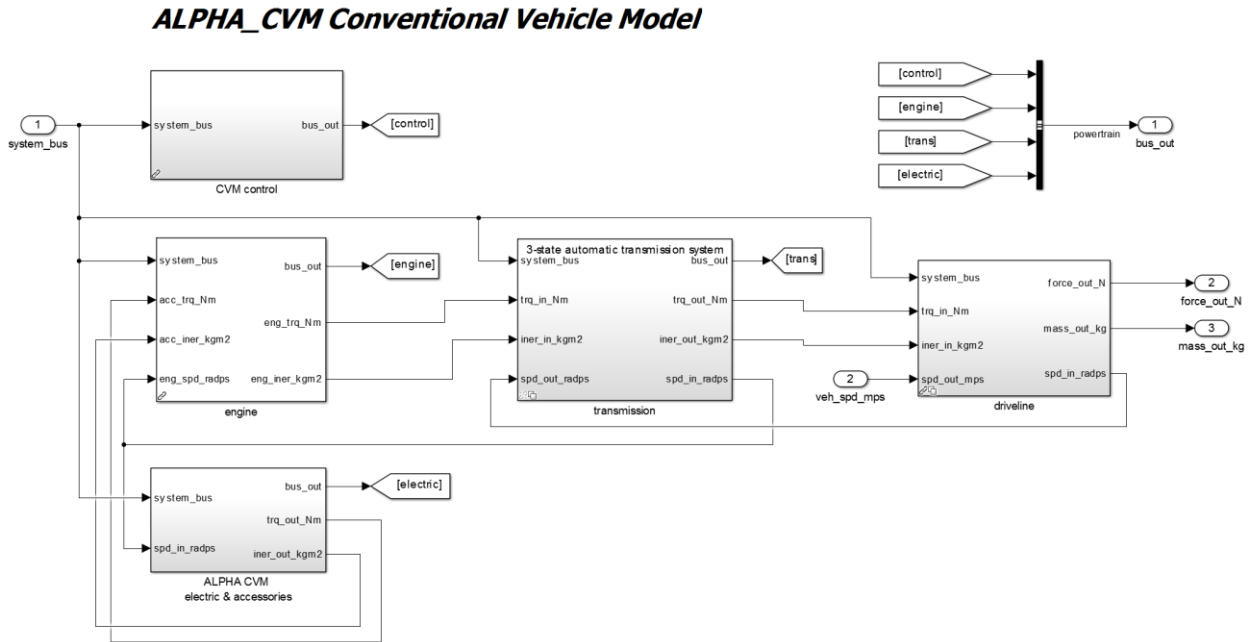 ALPHA_CVM Conventional Vehicle Model
1
system_bus
system_bus
bus_out
CVM control
[control]
[control]
[engine]
[trans]
[electric]
powertrain
1
bus_out
system_bus
acc_trq_Nm
acc_iner_kgm2
eng_spd_radps
bus_out
eng_trq_Nm
eng_iner_kgm2
engine
[engine]
3-state automatic transmission system
system_bus
trq_in_Nm
iner_in_kgm2
spd_out_radps
bus_out
trq_out_Nm
iner_out_kgm2
spd_in_radps
transmission
[trans]
2
veh_spd_mps
system_bus
trq_in_Nm
iner_in_kgm2
spd_out_mps
force_out_N
mass_out_kg
spd_in_radps
driveline
2
force_out_N
3
mass_out_kg
system_bus
spd_in_radps
bus_out
trq_out_Nm
iner_out_kgm2
ALPHA CVM
electric & accessories
[electric]